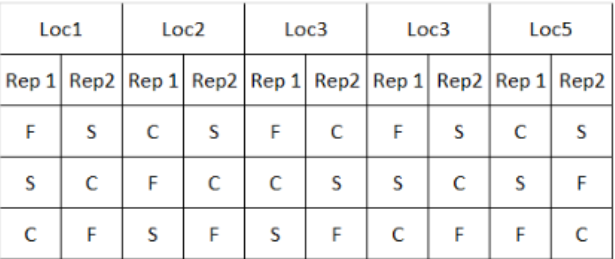 Loc1 Loc2 Loc3 Loc3 Loc5
Rep 1 Rep2 Rep 1 Rep2 Rep 1 Rep2 Rep 1 Rep2 Rep 1 Rep2
F S C S F C F S C S
S C F C C S S C S F
C F S F S F C F F C